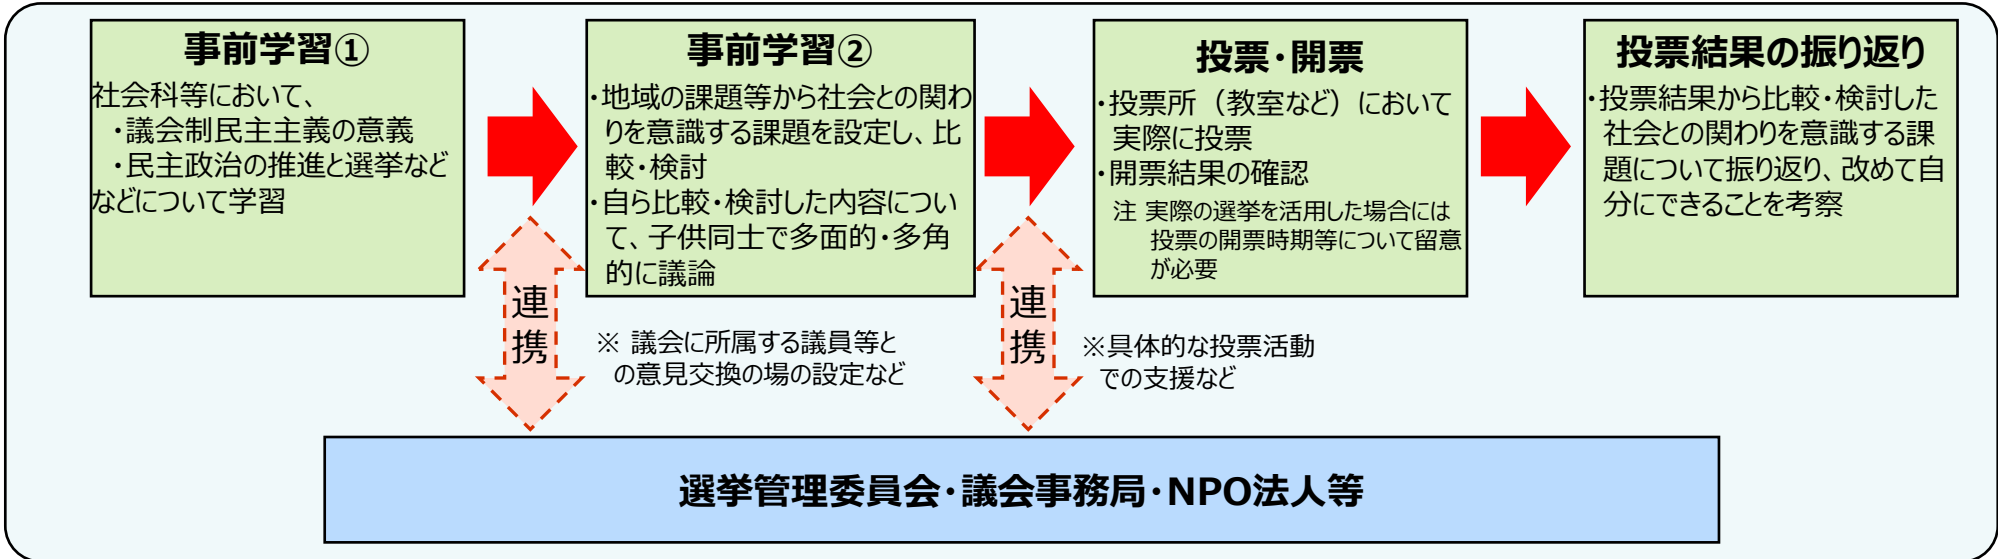 事前学習①
社会科等において、
・議会制民主主義の意義
・民主政治の推進と選挙など
などについて学習
事前学習②
・地域の課題等から社会との関わ
りを意識する課題を設定し、比
較・検討
・自ら比較・検討した内容につい
て、子供同士で多面的・多角
的に議論
投票・開票
・投票所（教室など）において
実際に投票
・開票結果の確認
注 実際の選挙を活用した場合には
投票の開票時期等について留意
が必要
投票結果の振り返り
・投票結果から比較・検討した
社会との関わりを意識する課
題について振り返り、改めて自
分にできることを考察
連
携
※ 議会に所属する議員等と
の意見交換の場の設定など
連
携
※具体的な投票活動
での支援など
選挙管理委員会・議会事務局・NPO法人等